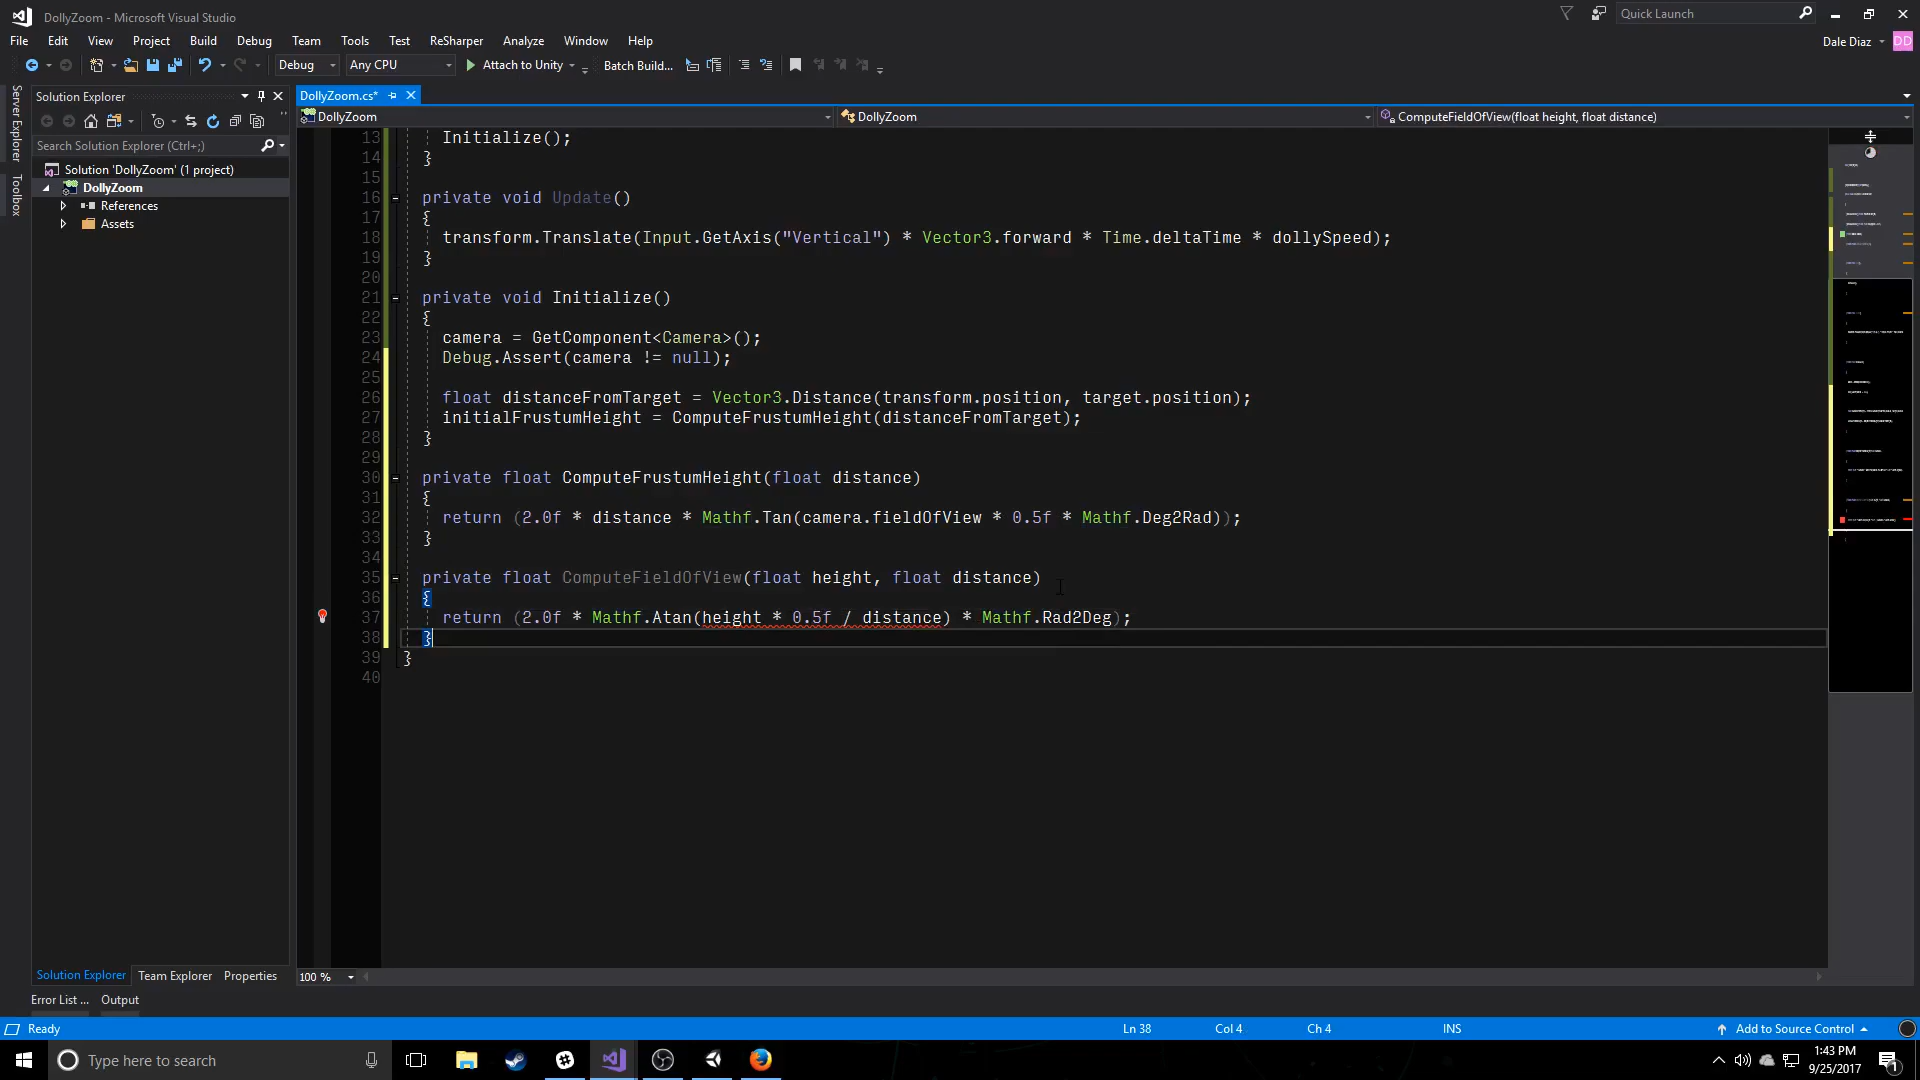 DollyZoom - Microsoft Visual Studio
Quick Launch
File Edit View Project Build Debug Team Tools Test ReSharper Analyze Window Help
Dale Diaz DD
Debug Any CPU Attach to Unity Batch Build...
Server Explorer
Toolbox
Solution Explorer
Search Solution Explorer (Ctrl+;)
Solution 'DollyZoom' (1 project)
DollyZoom
References
Assets
DollyZoom.cs*
DollyZoom DollyZoom ComputeFieldOfView(float height, float distance)
13 Initialize();
14 }
15
16 private void Update()
17 {
18 transform.Translate(Input.GetAxis("Vertical") * Vector3.forward * Time.deltaTime * dollySpeed);
19 }
20
21 private void Initialize()
22 {
23 camera = GetComponent<Camera>();
24 Debug.Assert(camera != null);
25
26 float distanceFromTarget = Vector3.Distance(transform.position, target.position);
27 initialFrustumHeight = ComputeFrustumHeight(distanceFromTarget);
28 }
29
30 private float ComputeFrustumHeight(float distance)
31 {
32 return (2.0f * distance * Mathf.Tan(camera.fieldOfView * 0.5f * Mathf.Deg2Rad));
33 }
34
35 private float ComputeFieldOfView(float height, float distance)
36 {
37 return (2.0f * Mathf.Atan(height * 0.5f / distance) * Mathf.Rad2Deg);
38 }
39 }
40
100 %
Solution Explorer Team Explorer Properties
Error List ... Output
Ready Ln 38 Col 4 Ch 4 INS Add to Source Control
Type here to search
1:43 PM
9/25/2017
1